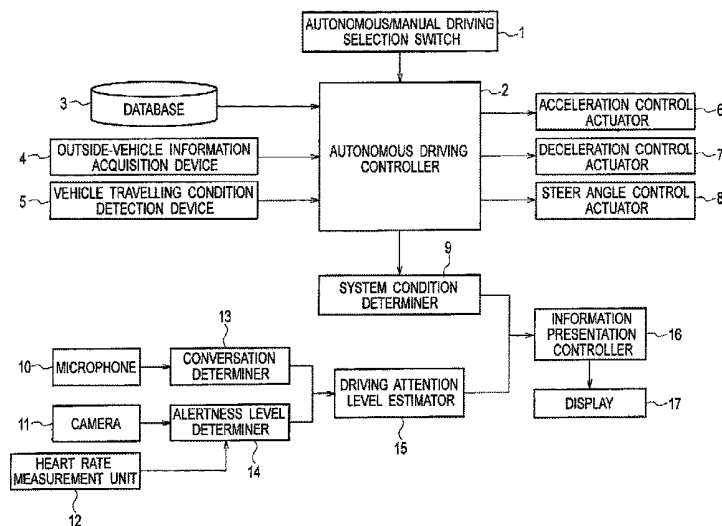 AUTONOMOUS/MANUAL DRIVING
SELECTION SWITCH
1
2
3
DATABASE
4
OUTSIDE-VEHICLE INFORMATION
ACQUISITION DEVICE
5
VEHICLE TRAVELLING CONDITION
DETECTION DEVICE
AUTONOMOUS DRIVING
CONTROLLER
ACCELERATION CONTROL
ACTUATOR
6
DECELERATION CONTROL
ACTUATOR
7
STEER ANGLE CONTROL
ACTUATOR
8
9
SYSTEM CONDITION
DETERMINER
10
MICROPHONE
13
CONVERSATION
DETERMINER
11
CAMERA
ALERTNESS LEVEL
DETERMINER
14
HEART RATE
MEASUREMENT UNIT
12
DRIVING ATTENTION
LEVEL ESTIMATOR
15
INFORMATION
PRESENTATION
CONTROLLER
16
DISPLAY
17